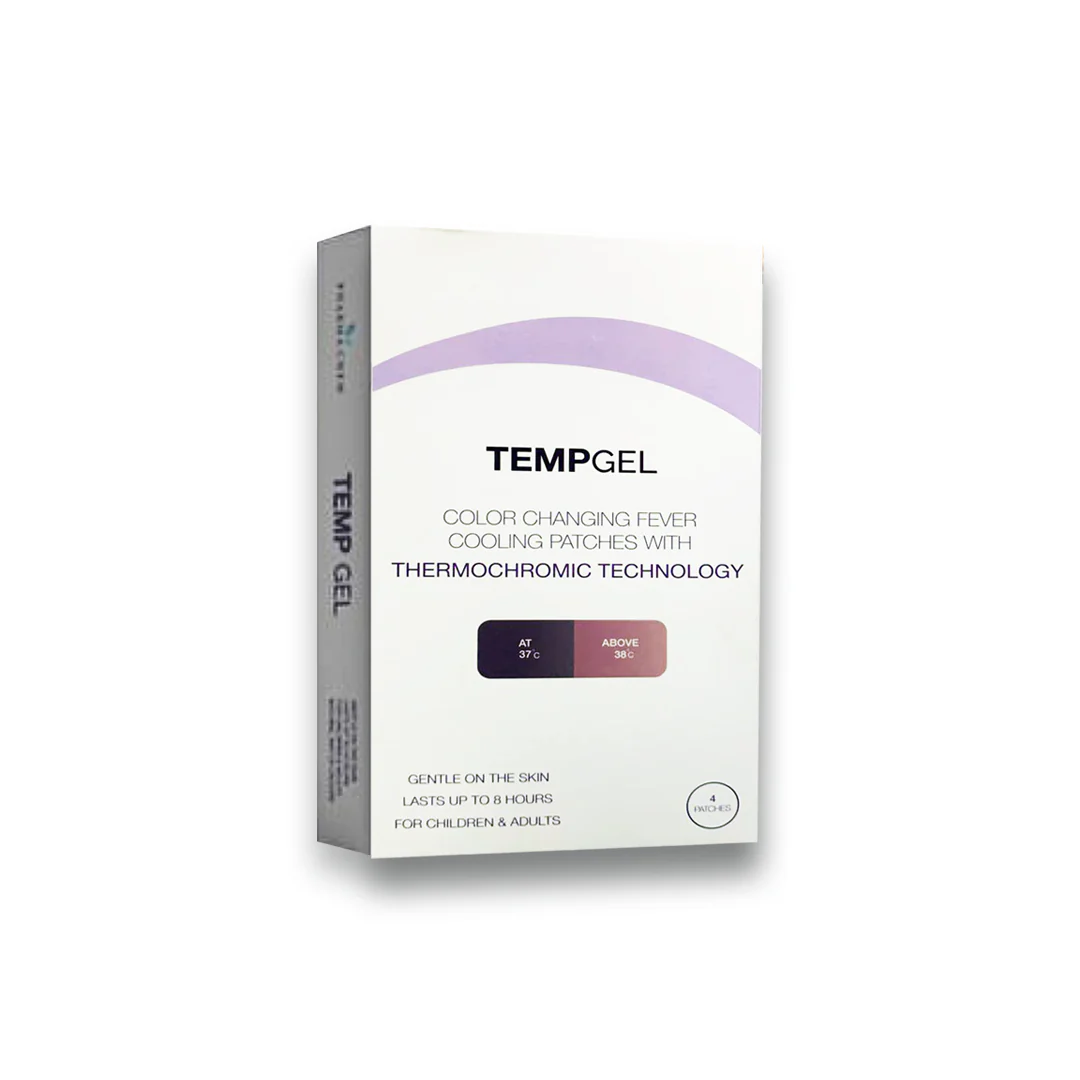 TEMPGEL
COLOR CHANGING FEVER
COOLING PATCHES WITH
THERMOCHROMIC TECHNOLOGY
AT
37°C
ABOVE
38°C
GENTLE ON THE SKIN
LASTS UP TO 8 HOURS
FOR CHILDREN & ADULTS
4
PATCHES
TEMP GEL